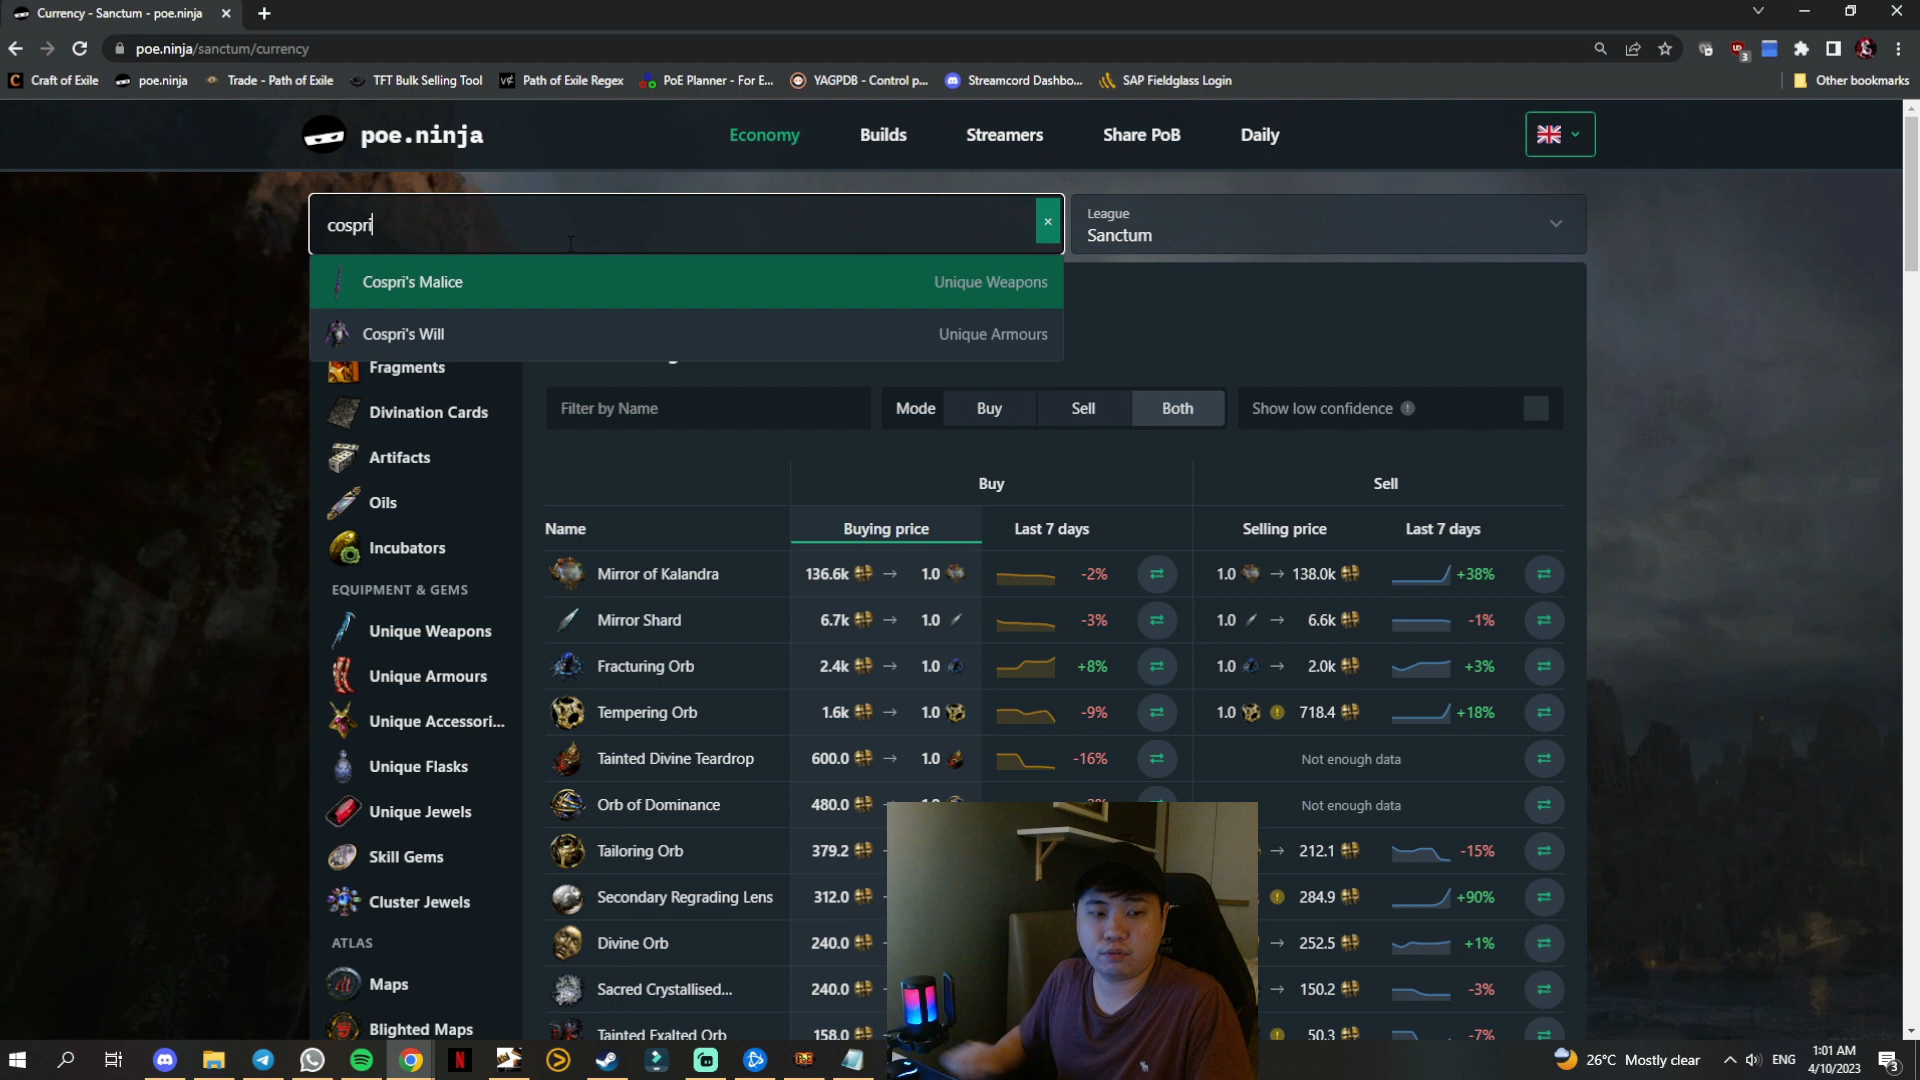 Currency - Sanctum - poe.ninja
poe.ninja/sanctum/currency
3
Craft of Exile poe.ninja Trade - Path of Exile TFT Bulk Selling Tool Path of Exile Regex PoE Planner - For E... YAGPDB - Control p... Streamcord Dashbo... SAP Fieldglass Login Other bookmarks
poe.ninja Economy Builds Streamers Share PoB Daily
cospri
League
Sanctum
Cospri's Malice Unique Weapons
Cospri's Will Unique Armours
Fragments
Divination Cards
Artifacts
Oils
Incubators
EQUIPMENT & GEMS
Unique Weapons
Unique Armours
Unique Accessori...
Unique Flasks
Unique Jewels
Skill Gems
Cluster Jewels
ATLAS
Maps
Blighted Maps
Filter by Name Mode Buy Sell Both Show low confidence
Buy Sell
Name Buying price Last 7 days Selling price Last 7 days
Mirror of Kalandra 136.6k → 1.0 -2% 1.0 → 138.0k +38%
Mirror Shard 6.7k → 1.0 -3% 1.0 → 6.6k -1%
Fracturing Orb 2.4k → 1.0 +8% 1.0 → 2.0k +3%
Tempering Orb 1.6k → 1.0 -9% 1.0 718.4 +18%
Tainted Divine Teardrop 600.0 → 1.0 -16% Not enough data
Orb of Dominance 480.0 Not enough data
Tailoring Orb 379.2 → 212.1 -15%
Secondary Regrading Lens 312.0 284.9 +90%
Divine Orb 240.0 → 252.5 +1%
Sacred Crystallised... 240.0 → 150.2 -3%
Tainted Exalted Orb 158.0 50.3 -7%
26°C Mostly clear ENG 1:01 AM
4/10/2023
3